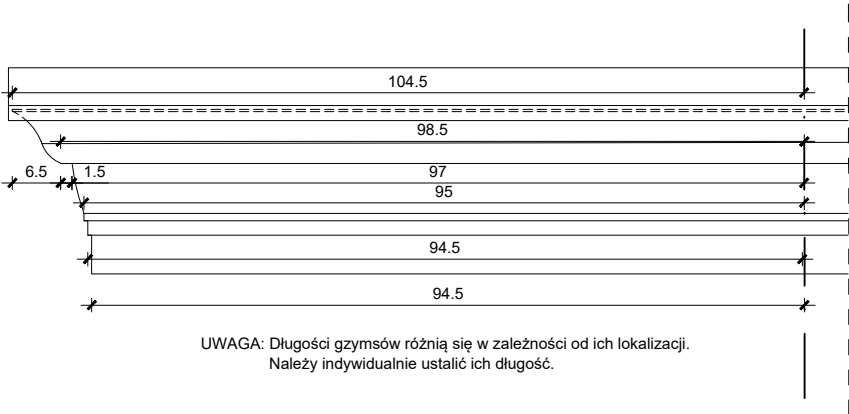 104.5
98.5
6.5 1.5 97
95
94.5
94.5
UWAGA: Długości gzymsów różnią się w zależności od ich lokalizacji.
Należy indywidualnie ustalić ich długość.